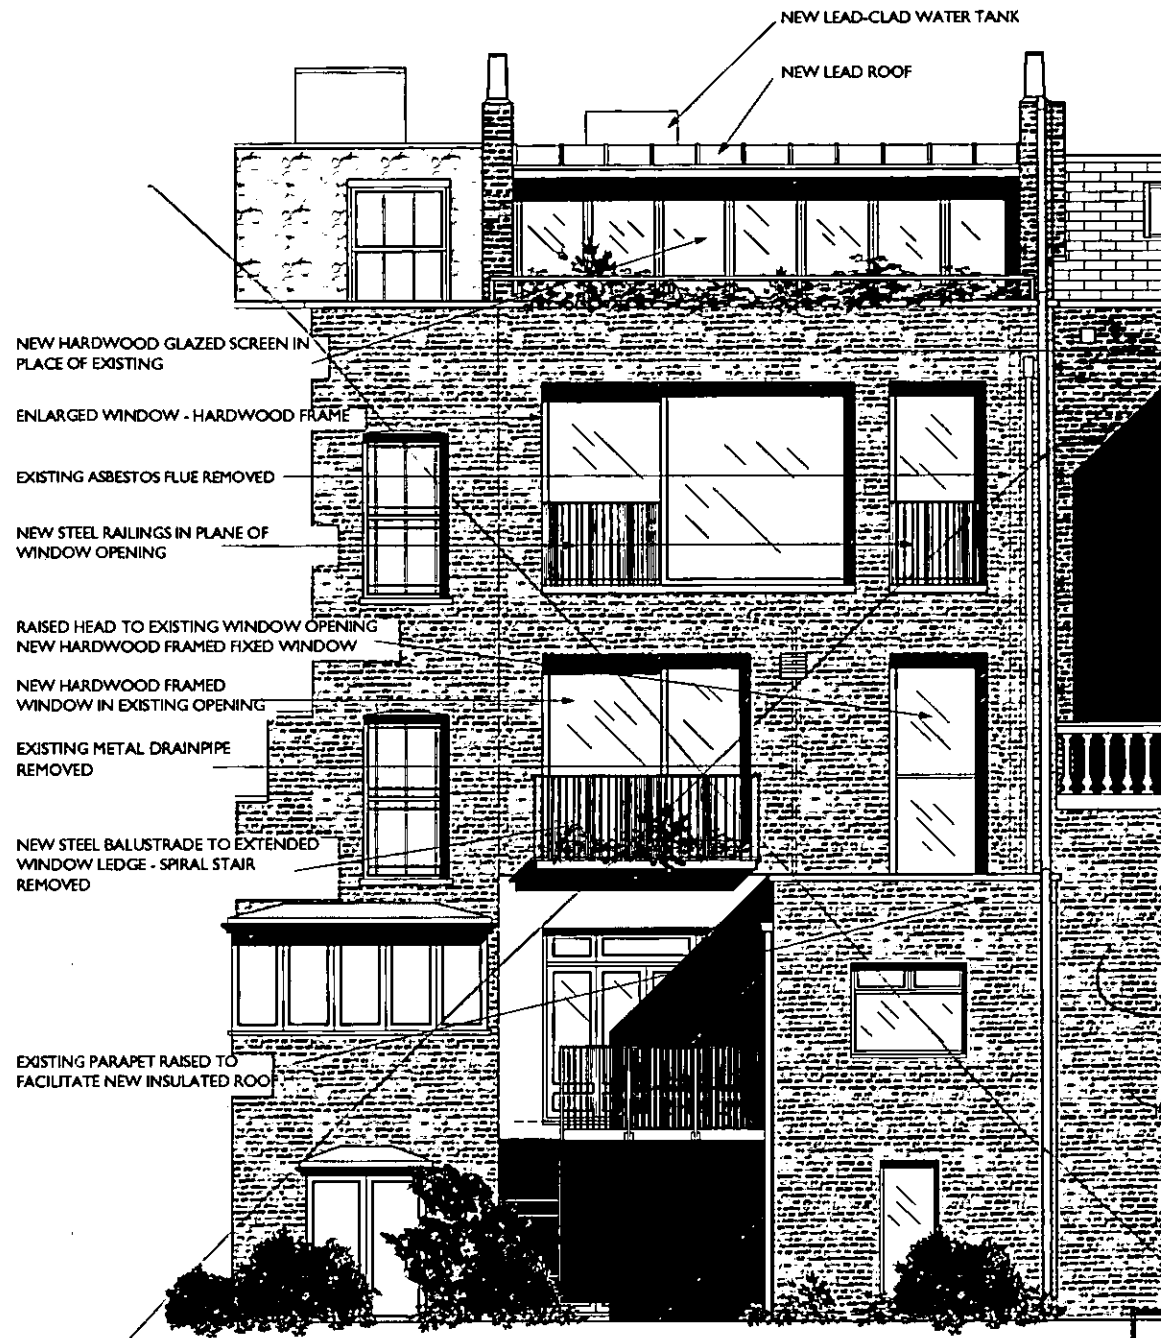 NEW LEAD-CLAD WATER TANK
NEW LEAD ROOF
NEW HARDWOOD GLAZED SCREEN IN
PLACE OF EXISTING
ENLARGED WINDOW - HARDWOOD FRAME
EXISTING ASBESTOS FLUE REMOVED
NEW STEEL RAILINGS IN PLANE OF
WINDOW OPENING
RAISED HEAD TO EXISTING WINDOW OPENING
NEW HARDWOOD FRAMED FIXED WINDOW
NEW HARDWOOD FRAMED
WINDOW IN EXISTING OPENING
EXISTING METAL DRAINPIPE
REMOVED
NEW STEEL BALUSTRADE TO EXTENDED
WINDOW LEDGE - SPIRAL STAIR
REMOVED
EXISTING PARAPET RAISED TO
FACILITATE NEW INSULATED ROOF